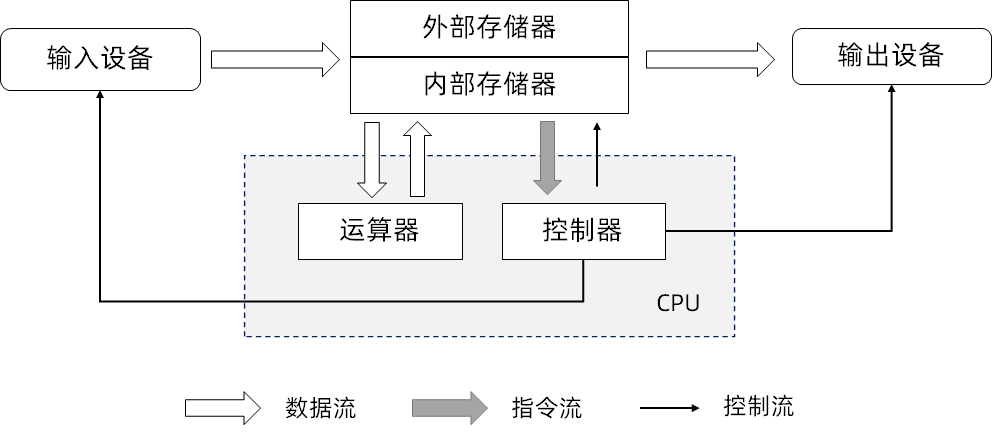 外部存储器
输入设备
输出设备
内部存储器
运算器
控制器
CPU
数据流
指令流
控制流